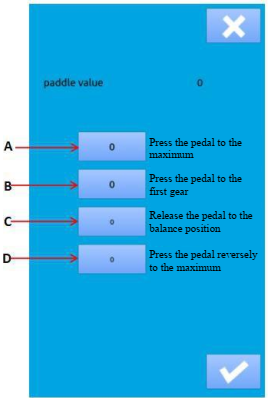 paddle value 0
A 0 Press the pedal to the
maximum
B 0 Press the pedal to the
first gear
C 0 Release the pedal to the
balance position
D 0 Press the pedal reversely
to the maximum